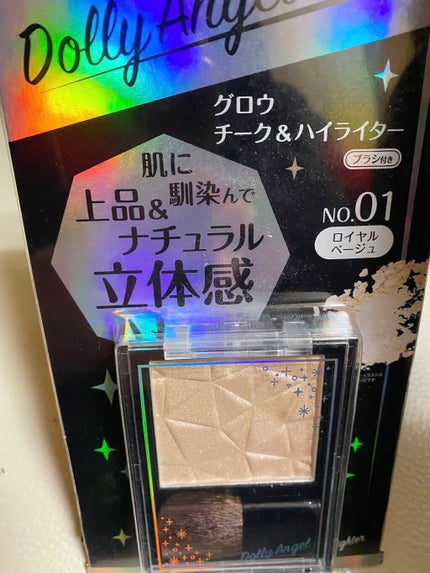 Dolly Angel
グロウ
チーク＆ハイライター
ブラシ付き
肌に
上品＆馴染んで
ナチュラル
立体感
NO.01
ロイヤル
ベージュ
Dolly Angel